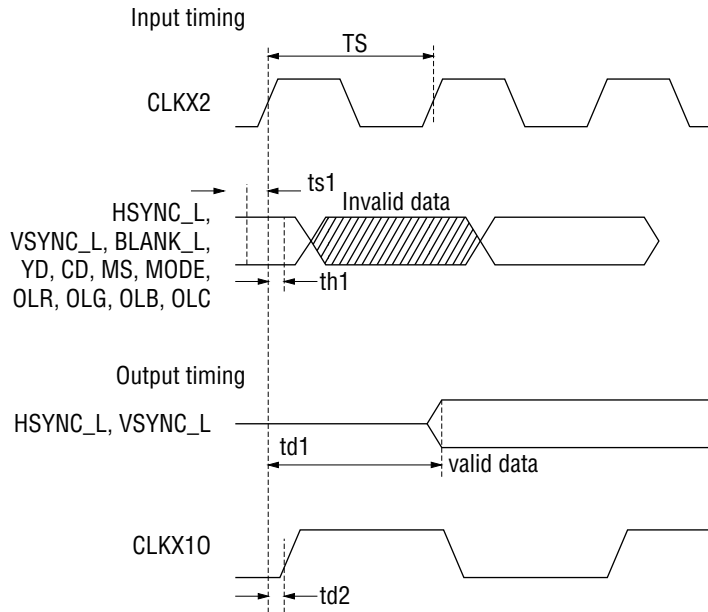 Input timing
TS
CLKX2
ts1
Invalid data
HSYNC_L,
VSYNC_L, BLANK_L,
YD, CD, MS, MODE,
OLR, OLG, OLB, OLC
th1
Output timing
HSYNC_L, VSYNC_L
td1
valid data
CLKX1O
td2